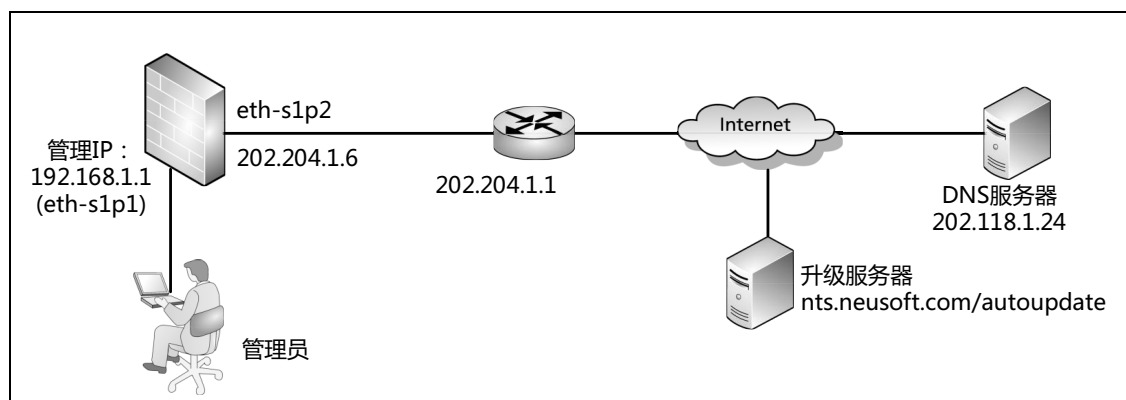 eth-s1p2
202.204.1.6
管理IP：
192.168.1.1
(eth-s1p1)
管理员
202.204.1.1
Internet
DNS服务器
202.118.1.24
升级服务器
nts.neusoft.com/autoupdate